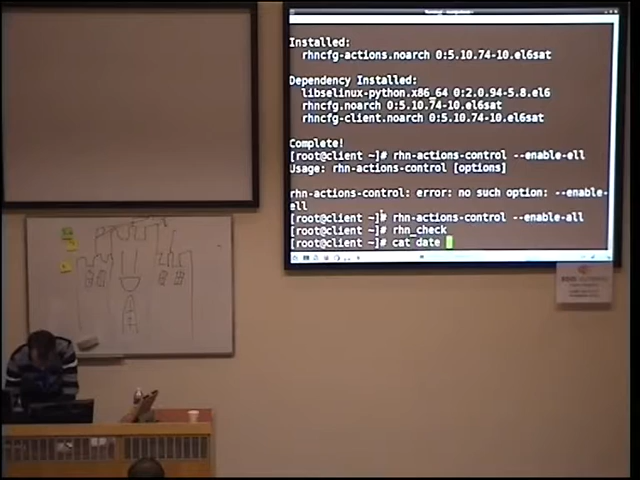 Installed:
rhncfg-actions.noarch 0:5.10.74-10.el6sat
Dependency Installed:
libselinux-python.x86_64 0:2.0.94-5.8.el6
rhncfg.noarch 0:5.10.74-10.el6sat
rhncfg-client.noarch 0:5.10.74-10.el6sat
Complete!
[root@client ~]# rhn-actions-control --enable-ell
Usage: rhn-actions-control [options]
rhn-actions-control: error: no such option: --enable-
ell
[root@client ~]# rhn-actions-control --enable-all
[root@client ~]# rhn_check
[root@client ~]# cat date